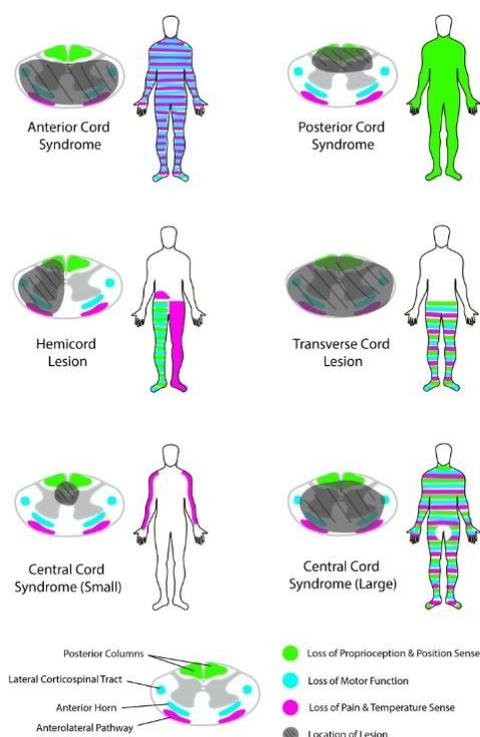 Anterior Cord
Syndrome
Posterior Cord
Syndrome
Hemicord
Lesion
Transverse Cord
Lesion
Central Cord
Syndrome (Small)
Central Cord
Syndrome (Large)
Posterior Columns
Lateral Corticospinal Tract
Anterior Horn
Anterolateral Pathway
Loss of Proprioception & Position Sense
Loss of Motor Function
Loss of Pain & Temperature Sense
Location of Lesion